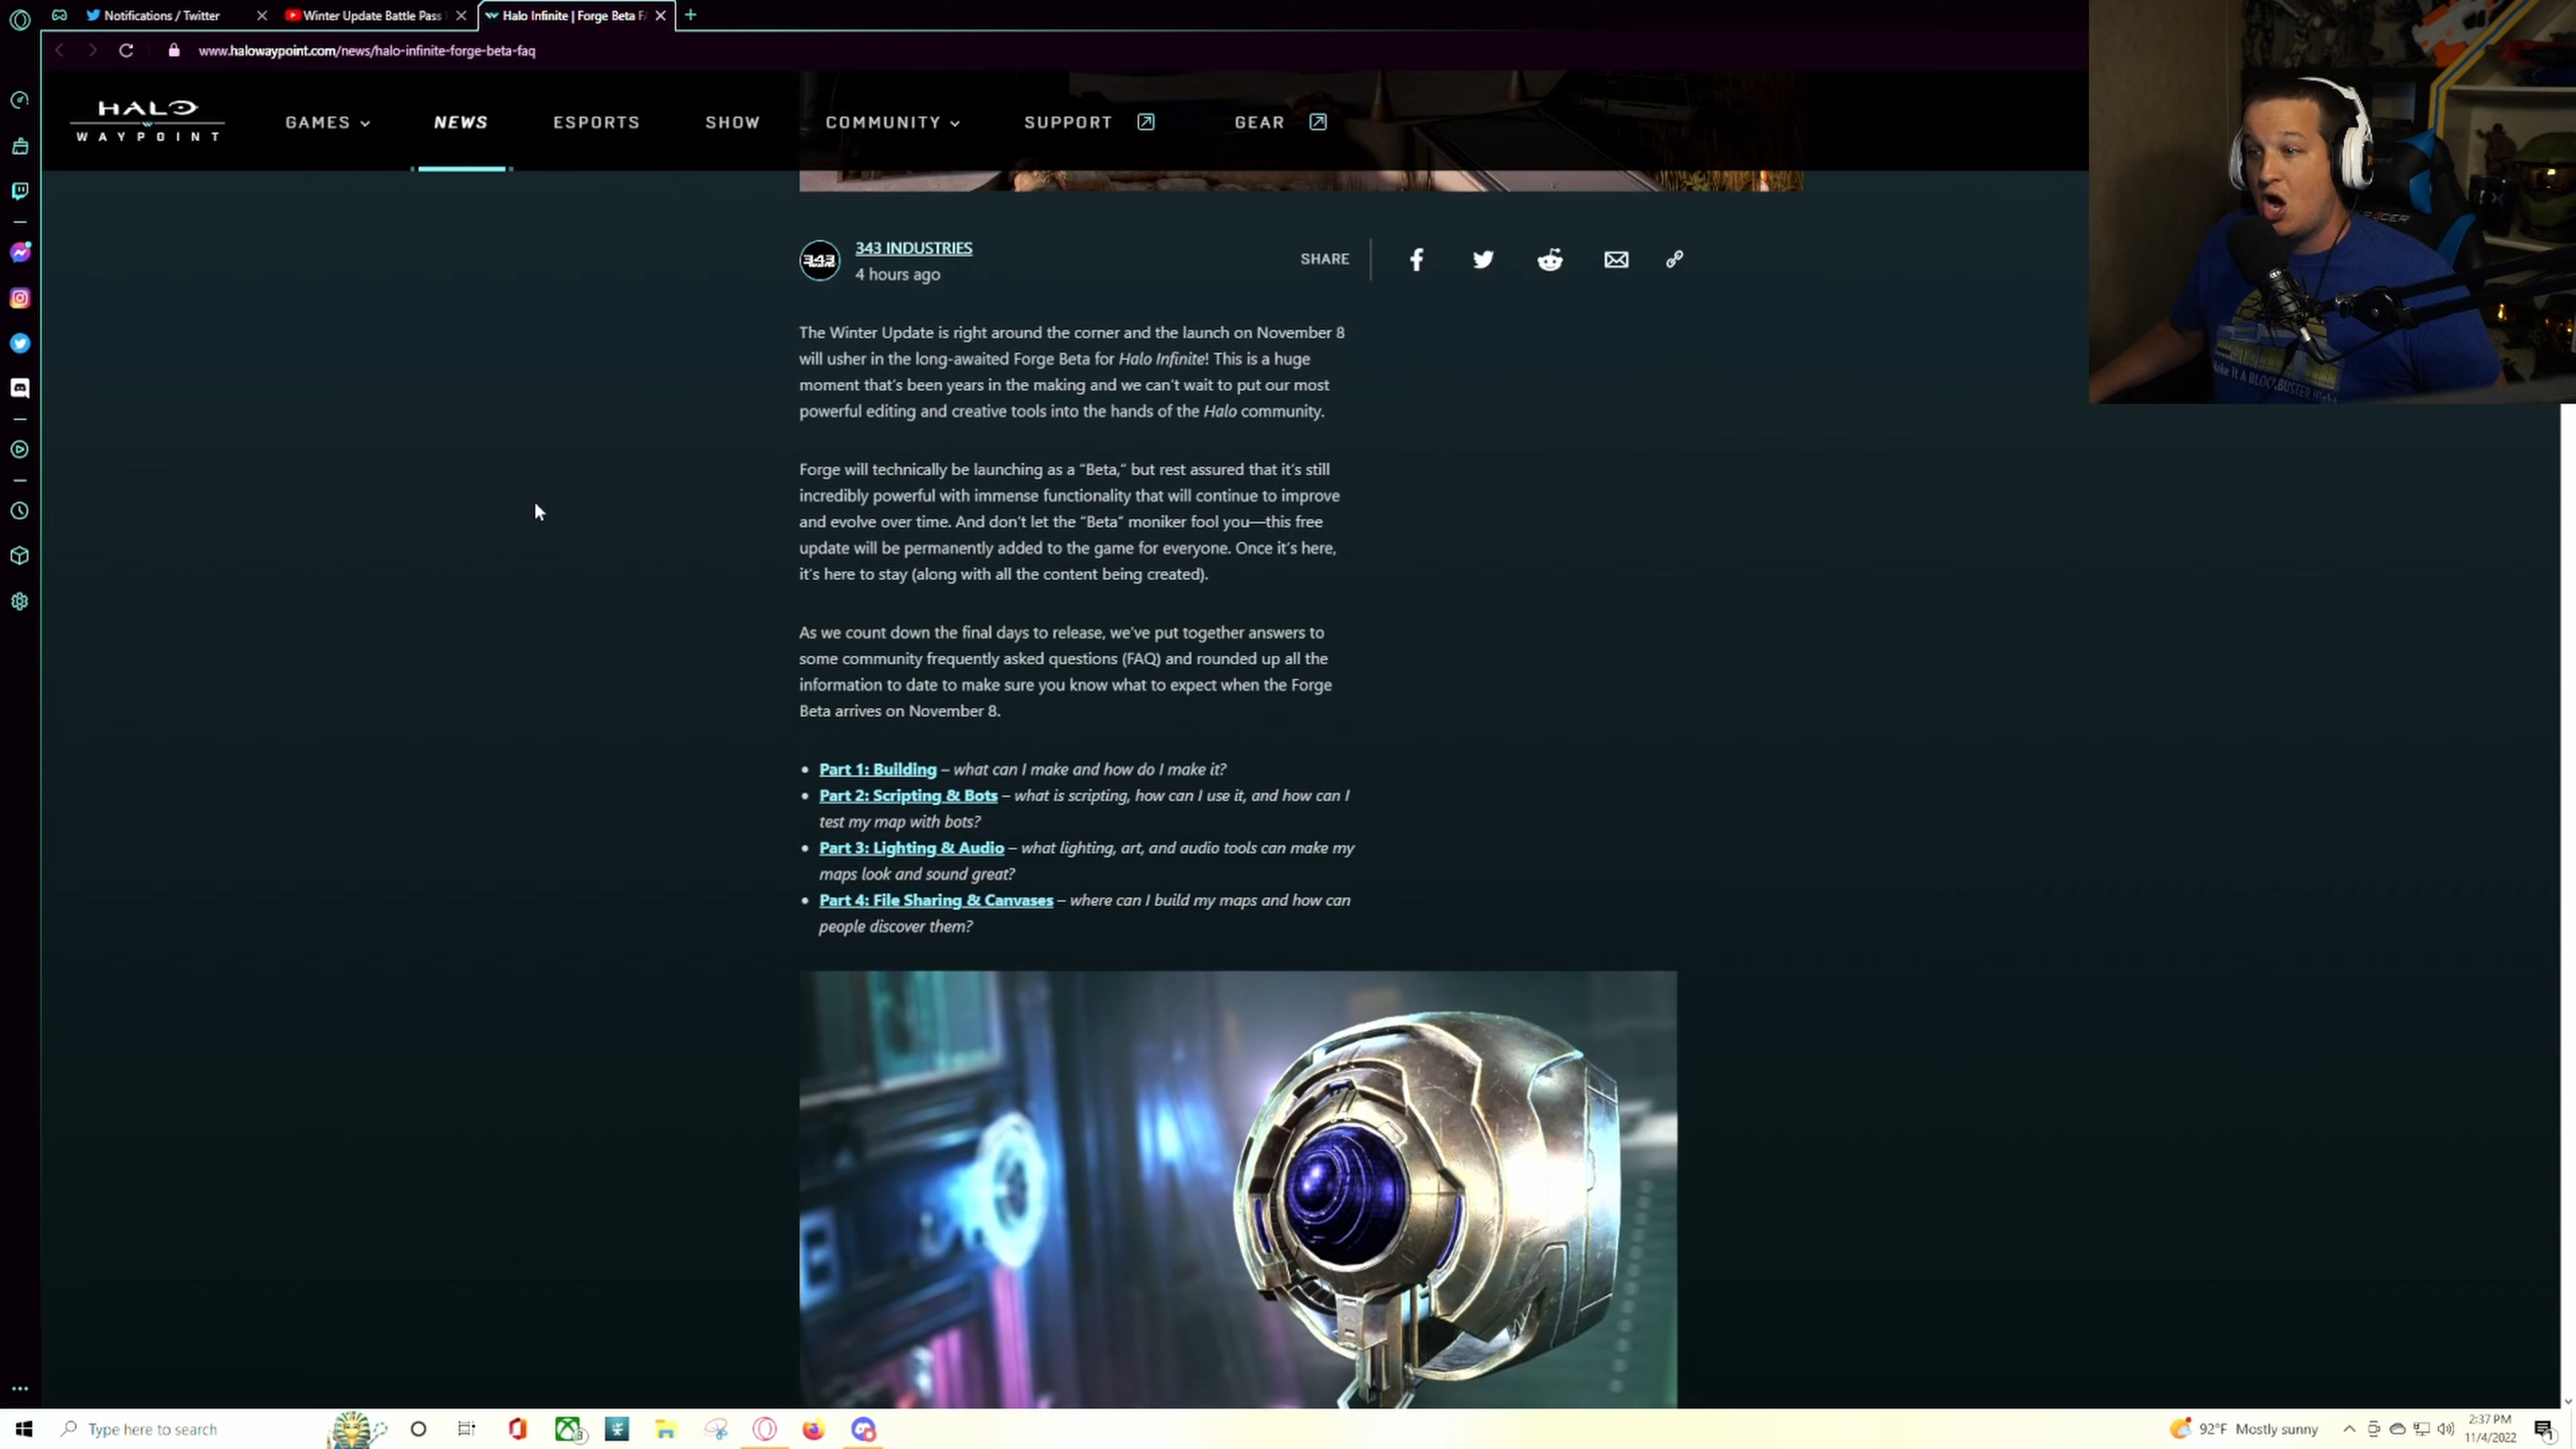 Notifications / Twitter
Winter Update Battle Pass
Halo Infinite | Forge Beta F
www.halowaypoint.com/news/halo-infinite-forge-beta-faq
HALO
WAYPOINT
GAMES
NEWS
ESPORTS
SHOW
COMMUNITY
SUPPORT
GEAR
343
343 INDUSTRIES
4 hours ago
SHARE
The Winter Update is right around the corner and the launch on November 8
will usher in the long-awaited Forge Beta for Halo Infinite! This is a huge
moment that's been years in the making and we can't wait to put our most
powerful editing and creative tools into the hands of the Halo community.
Forge will technically be launching as a “Beta,“ but rest assured that it's still
incredibly powerful with immense functionality that will continue to improve
and evolve over time. And don't let the “Beta” moniker fool you—this free
update will be permanently added to the game for everyone. Once it's here,
it's here to stay (along with all the content being created).
As we count down the final days to release, we've put together answers to
some community frequently asked questions (FAQ) and rounded up all the
information to date to make sure you know what to expect when the Forge
Beta arrives on November 8.
• Part 1: Building – what can I make and how do I make it?
• Part 2: Scripting & Bots – what is scripting, how can I use it, and how can I
test my map with bots?
• Part 3: Lighting & Audio – what lighting, art, and audio tools can make my
maps look and sound great?
• Part 4: File Sharing & Canvases – where can I build my maps and how can
people discover them?
Make It A BLOCKBUSTER Night
Type here to search
92°F Mostly sunny
2:37 PM
11/4/2022